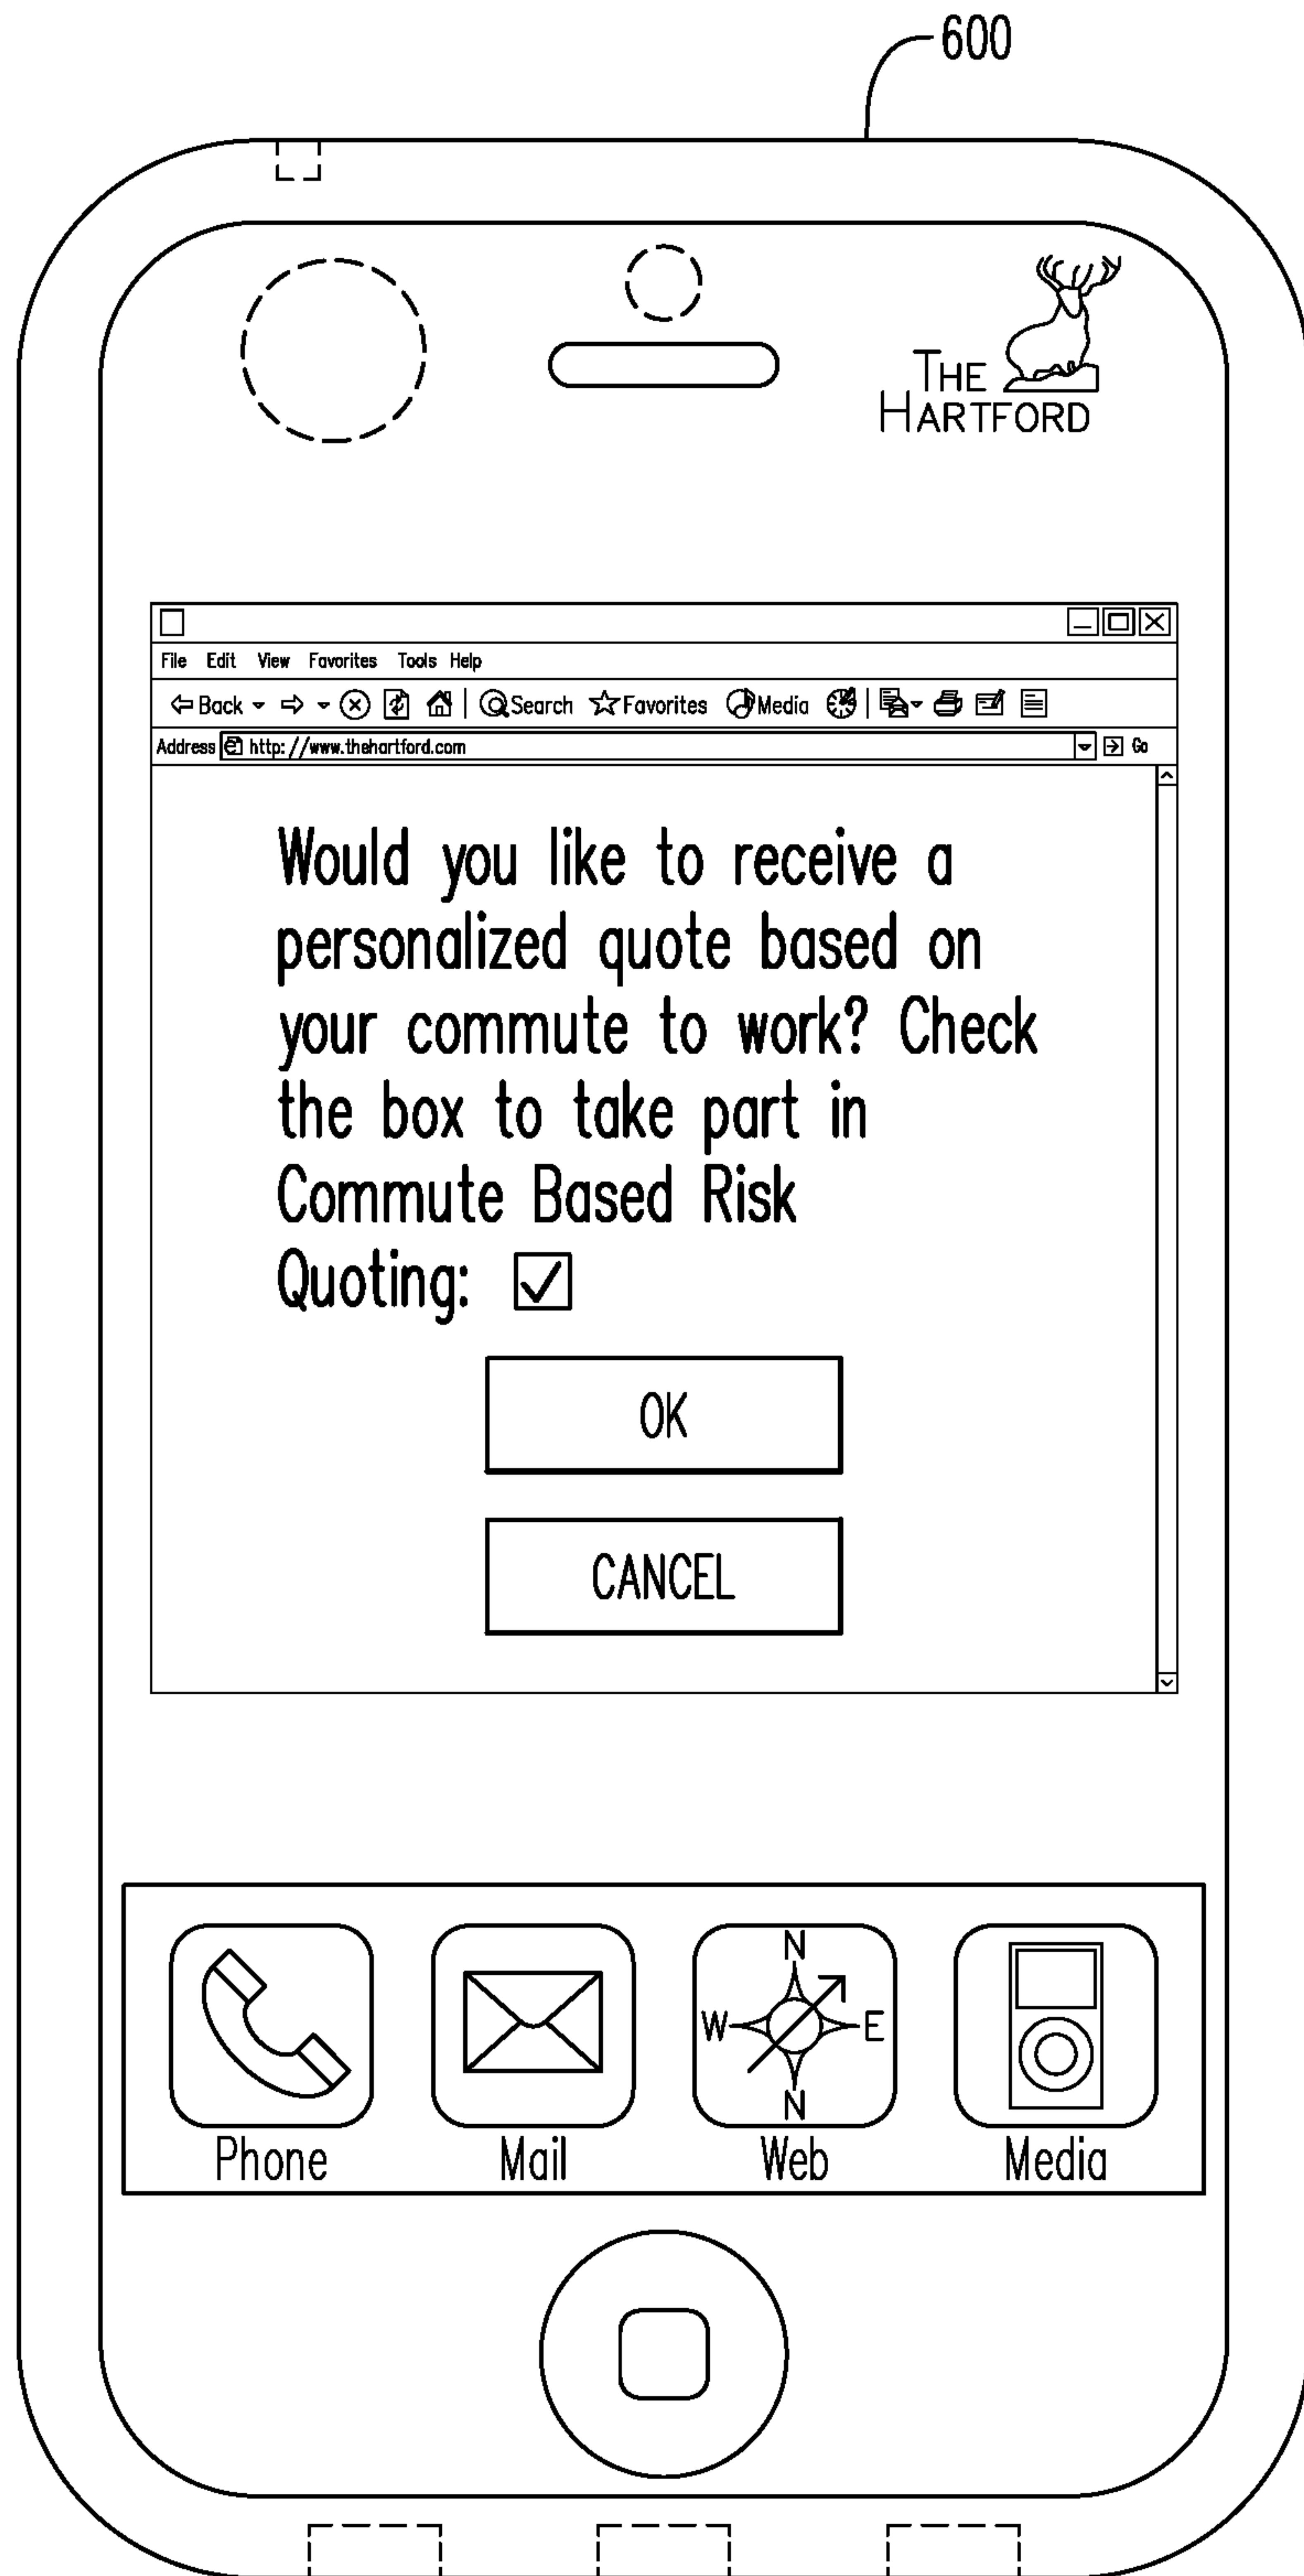 600
THE
HARTFORD
File Edit View Favorites Tools Help
Back Search Favorites Media
Address http://www.thehartford.com Go
Would you like to receive a
personalized quote based on
your commute to work? Check
the box to take part in
Commute Based Risk
Quoting:
OK
CANCEL
N
W E
N
Phone Mail Web Media